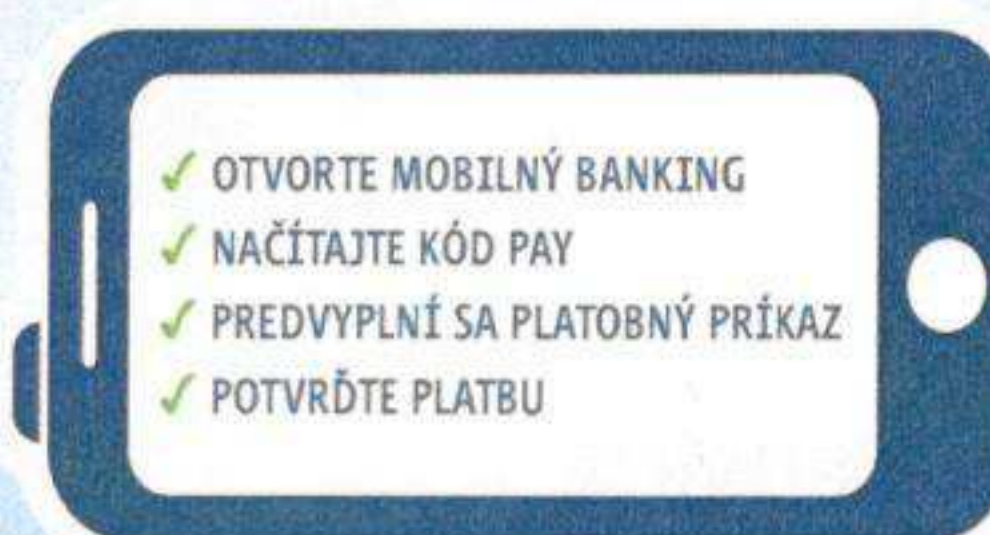 ✓ OTVORTE MOBILNÝ BANKING
✓ NAČÍTAJTE KÓD PAY
✓ PREDVYPLNÍ SA PLATOBNÝ PRÍKAZ
✓ POTVRĎTE PLATBU